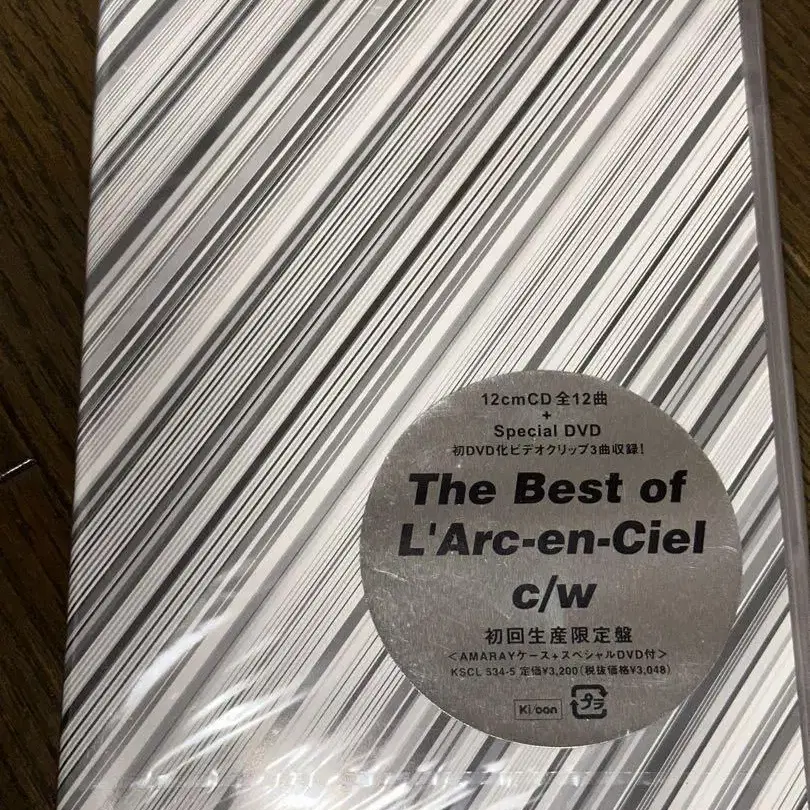 12cmCD 全12曲
+
Special DVD
初DVD化ビデオクリップ3曲収録!
The Best of
L'Arc-en-Ciel
c/w
初回生産限定盤
<AMARAYケース+スペシャルDVD付>
KSCL 534-5 定価¥3,200(税抜価格¥3,048)
Ki/oon プラ